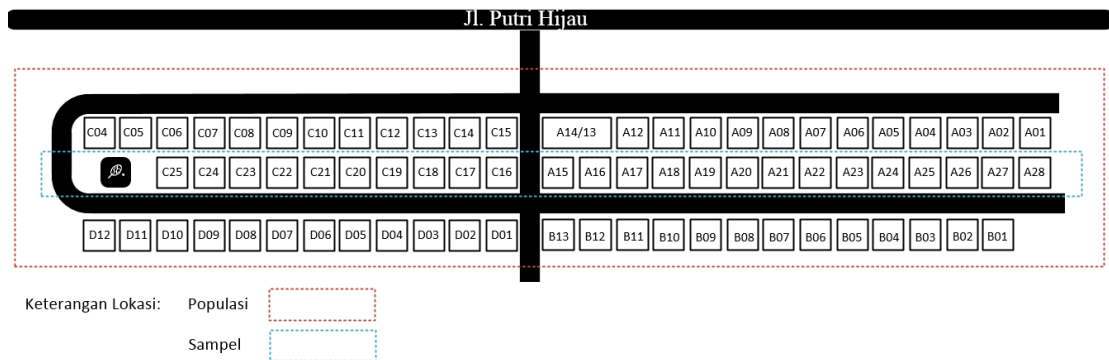 Jl. Putri Hijau
C04 C05 C06 C07 C08 C09 C10 C11 C12 C13 C14 C15 A14/13 A12 A11 A10 A09 A08 A07 A06 A05 A04 A03 A02 A01
C25 C24 C23 C22 C21 C20 C19 C18 C17 C16 A15 A16 A17 A18 A19 A20 A21 A22 A23 A24 A25 A26 A27 A28
D12 D11 D10 D09 D08 D07 D06 D05 D04 D03 D02 D01 B13 B12 B11 B10 B09 B08 B07 B06 B05 B04 B03 B02 B01
Keterangan Lokasi: Populasi
Sampel